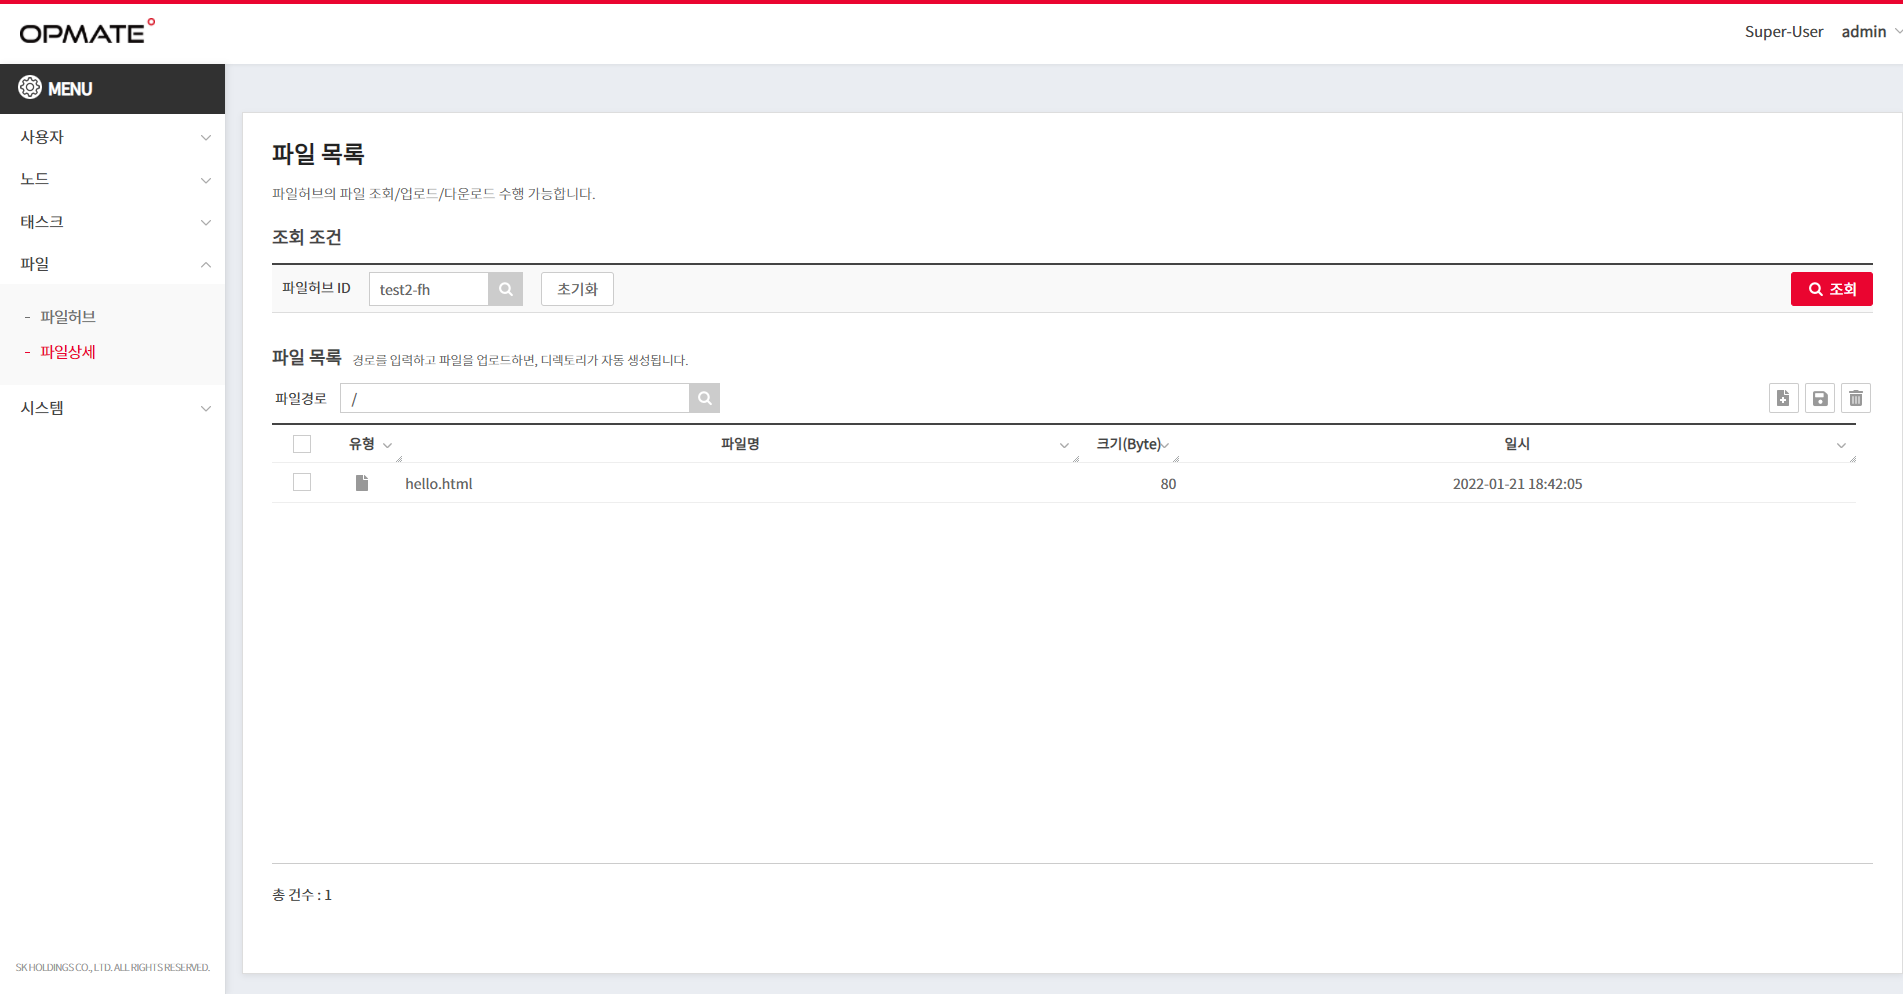 OPMATE
Super-User admin
MENU
사용자
노드
태스크
파일
- 파일허브
- 파일상세
시스템
SK HOLDINGS CO., LTD. ALL RIGHTS RESERVED.
파일 목록
파일허브의 파일 조회/업로드/다운로드 수행 가능합니다.
조회 조건
파일허브 ID test2-fh 초기화 조회
파일 목록 경로를 입력하고 파일을 업로드하면, 디렉토리가 자동 생성됩니다.
파일경로 /
유형 파일명 크기(Byte) 일시
hello.html 80 2022-01-21 18:42:05
총 건수 : 1